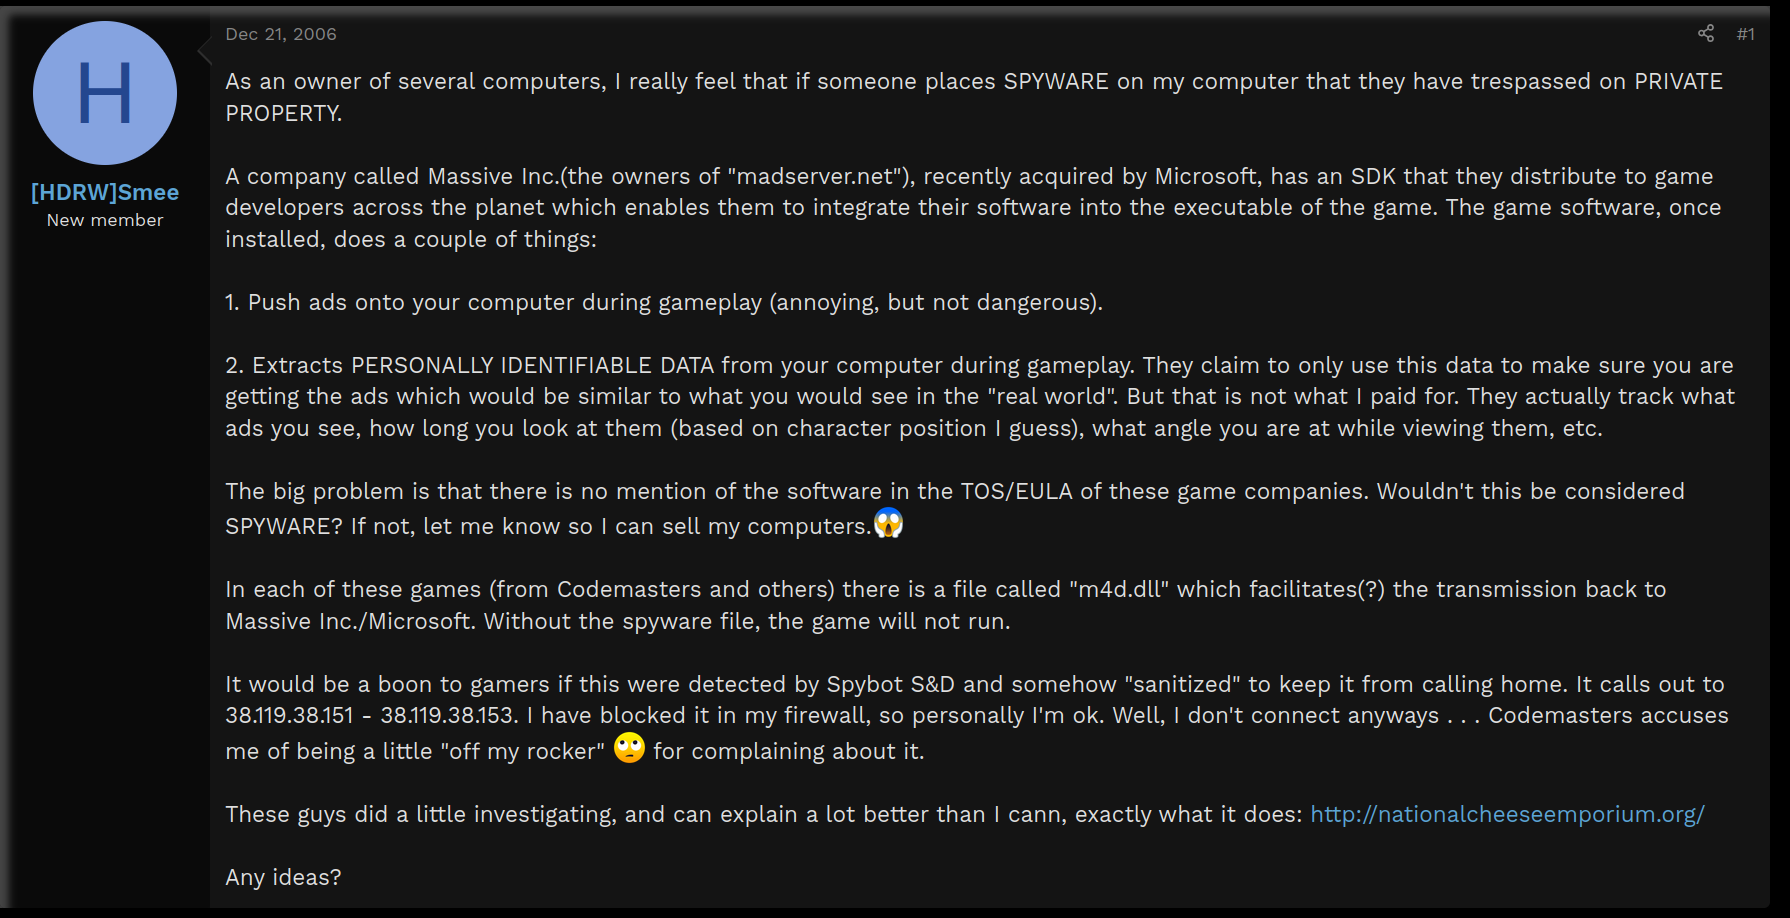 H
[HDRW]Smee
New member
Dec 21, 2006
#1
As an owner of several computers, I really feel that if someone places SPYWARE on my computer that they have trespassed on PRIVATE
PROPERTY.
A company called Massive Inc.(the owners of "madserver.net"), recently acquired by Microsoft, has an SDK that they distribute to game
developers across the planet which enables them to integrate their software into the executable of the game. The game software, once
installed, does a couple of things:
1. Push ads onto your computer during gameplay (annoying, but not dangerous).
2. Extracts PERSONALLY IDENTIFIABLE DATA from your computer during gameplay. They claim to only use this data to make sure you are
getting the ads which would be similar to what you would see in the "real world". But that is not what I paid for. They actually track what
ads you see, how long you look at them (based on character position I guess), what angle you are at while viewing them, etc.
The big problem is that there is no mention of the software in the TOS/EULA of these game companies. Wouldn't this be considered
SPYWARE? If not, let me know so I can sell my computers.😱
In each of these games (from Codemasters and others) there is a file called "m4d.dll" which facilitates(?) the transmission back to
Massive Inc./Microsoft. Without the spyware file, the game will not run.
It would be a boon to gamers if this were detected by Spybot S&D and somehow "sanitized" to keep it from calling home. It calls out to
38.119.38.151 - 38.119.38.153. I have blocked it in my firewall, so personally I'm ok. Well, I don't connect anyways . . . Codemasters accuses
me of being a little "off my rocker" 🙄 for complaining about it.
These guys did a little investigating, and can explain a lot better than I cann, exactly what it does: http://nationalcheeseemporium.org/
Any ideas?